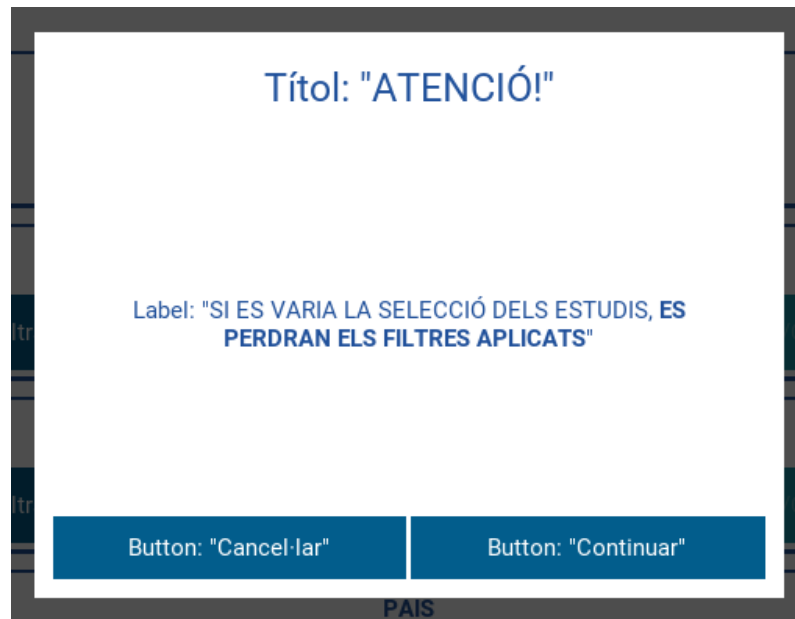 Títol: "ATENCIÓ!"
Label: "SI ES VARIA LA SELECCIÓ DELS ESTUDIS, ES
PERDRAN ELS FILTRES APLICATS"
Button: "Cancel·lar" Button: "Continuar"
PAIS